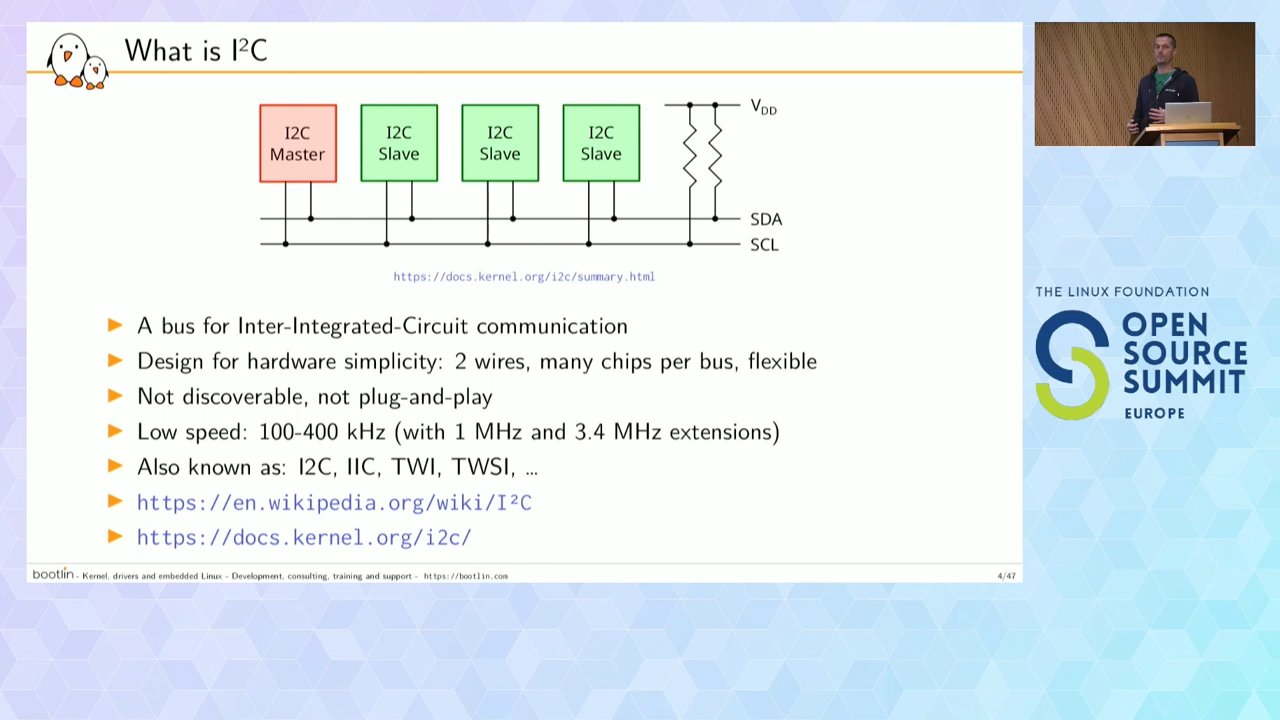 What is I²C
I2C
Master
I2C
Slave
I2C
Slave
I2C
Slave
VDD
SDA
SCL
https://docs.kernel.org/i2c/summary.html
A bus for Inter-Integrated-Circuit communication
Design for hardware simplicity: 2 wires, many chips per bus, flexible
Not discoverable, not plug-and-play
Low speed: 100-400 kHz (with 1 MHz and 3.4 MHz extensions)
Also known as: I2C, IIC, TWI, TWSI, ...
https://en.wikipedia.org/wiki/I²C
https://docs.kernel.org/i2c/
bootlin - Kernel, drivers and embedded Linux - Development, consulting, training and support - https://bootlin.com
4/47
THE LINUX FOUNDATION
OPEN
SOURCE
SUMMIT
EUROPE